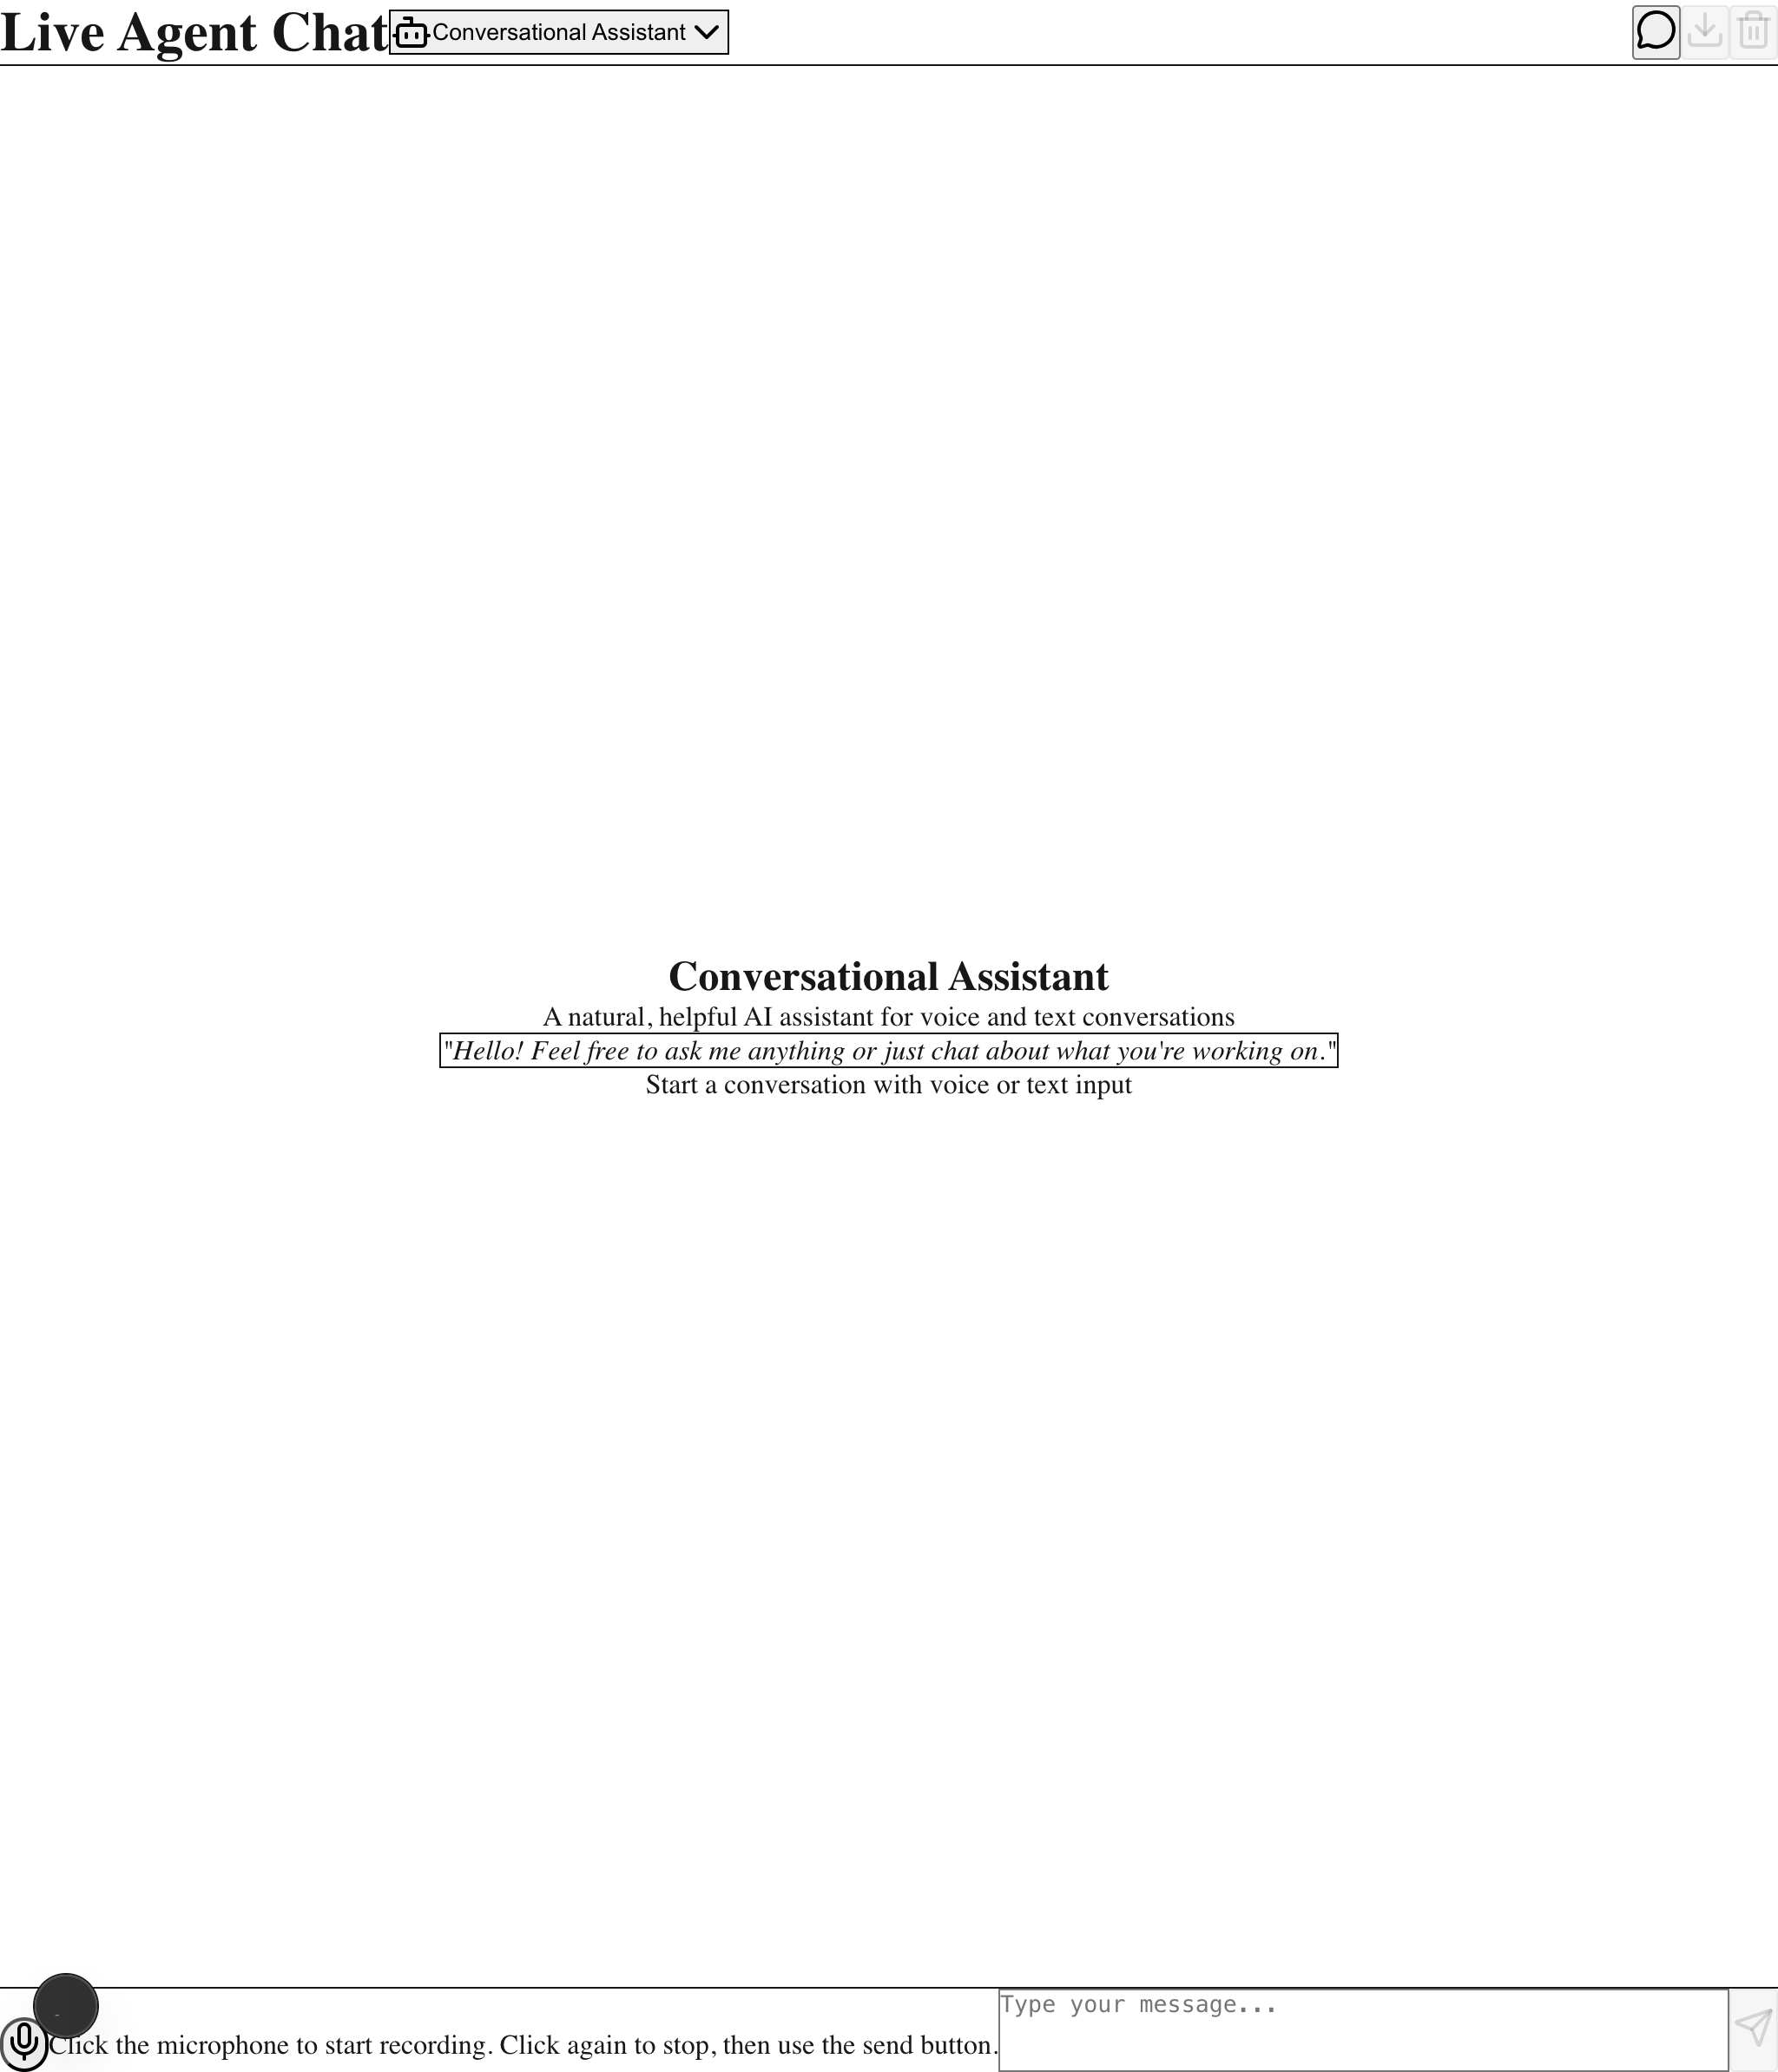 Live Agent Chat
Conversational Assistant
Conversational Assistant
A natural, helpful AI assistant for voice and text conversations
"Hello! Feel free to ask me anything or just chat about what you're working on."
Start a conversation with voice or text input
Click the microphone to start recording. Click again to stop, then use the send button.
Type your message...